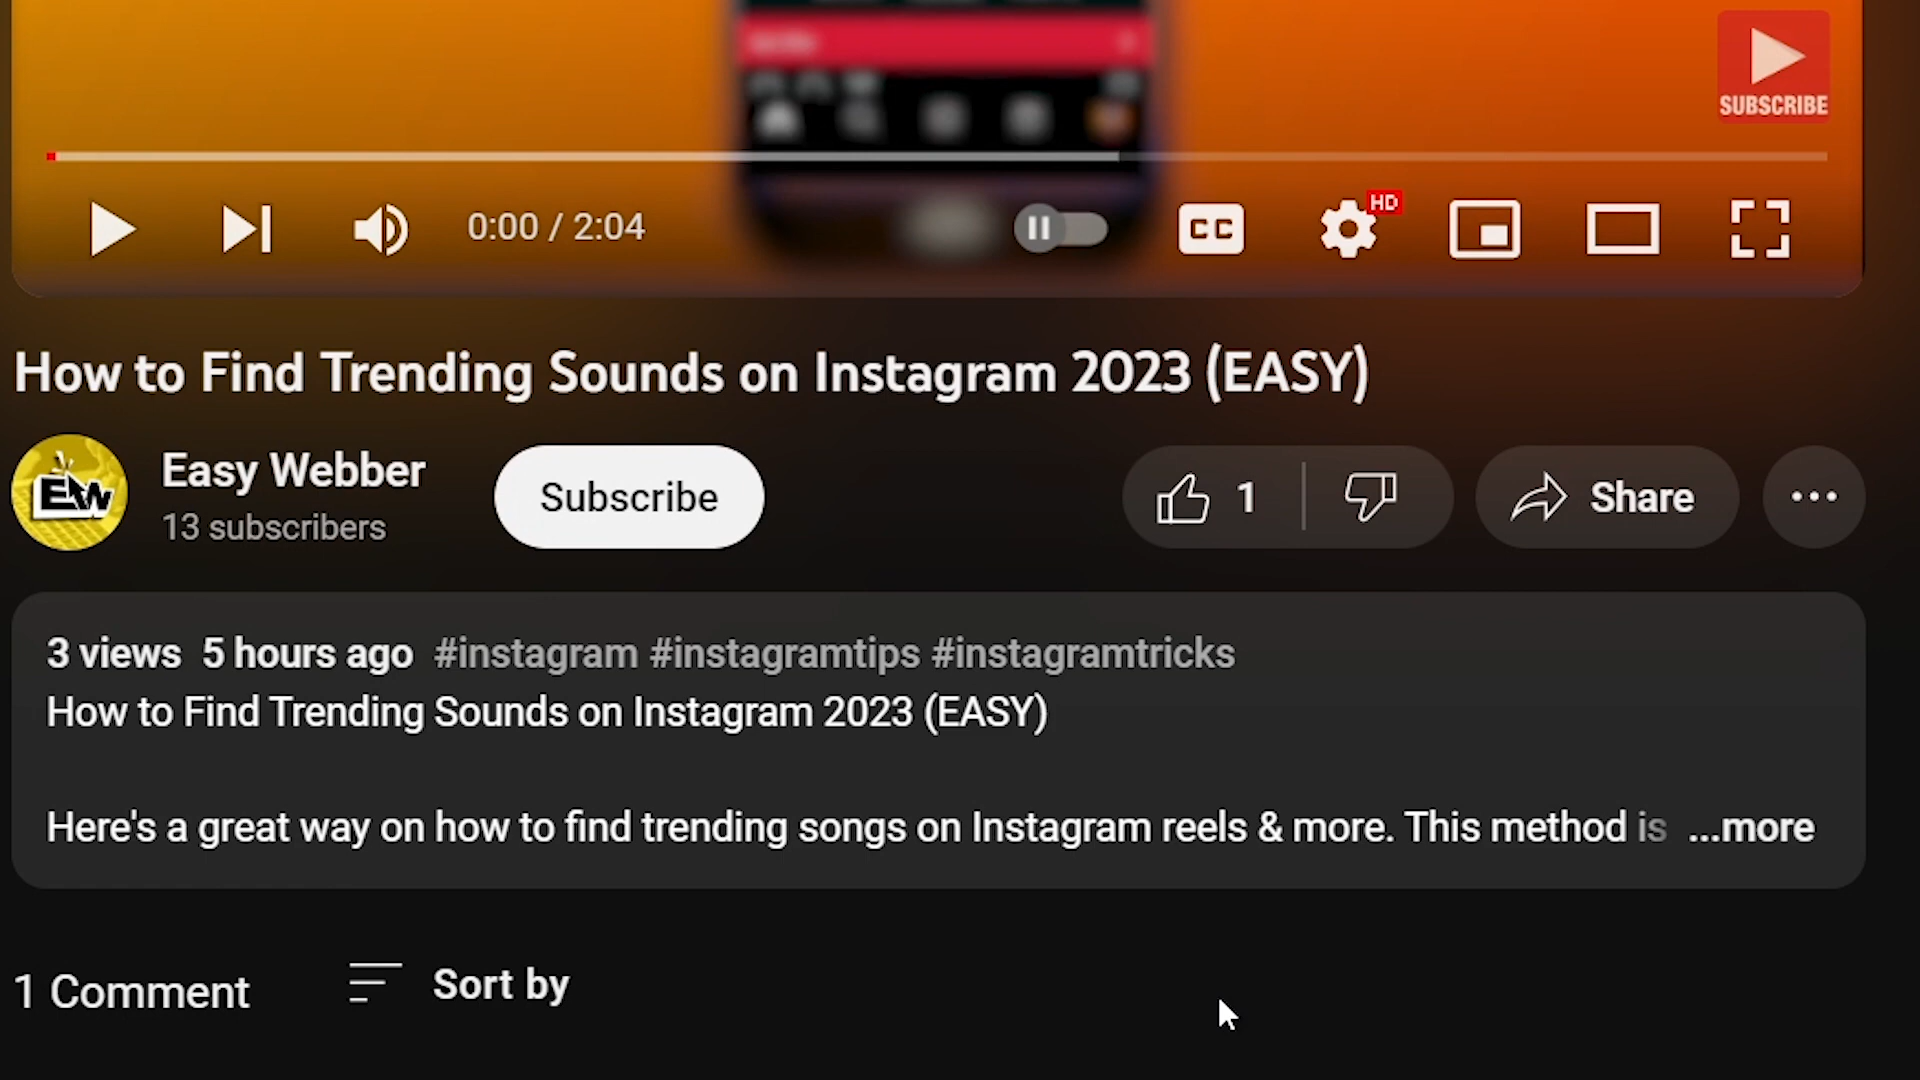 SUBSCRIBE
0:00 / 2:04
CC
HD
How to Find Trending Sounds on Instagram 2023 (EASY)
EW
Easy Webber
13 subscribers
Subscribe
1
Share
3 views 5 hours ago #instagram #instagramtips #instagramtricks
How to Find Trending Sounds on Instagram 2023 (EASY)
Here's a great way on how to find trending songs on Instagram reels & more. This method is ...more
1 Comment
Sort by